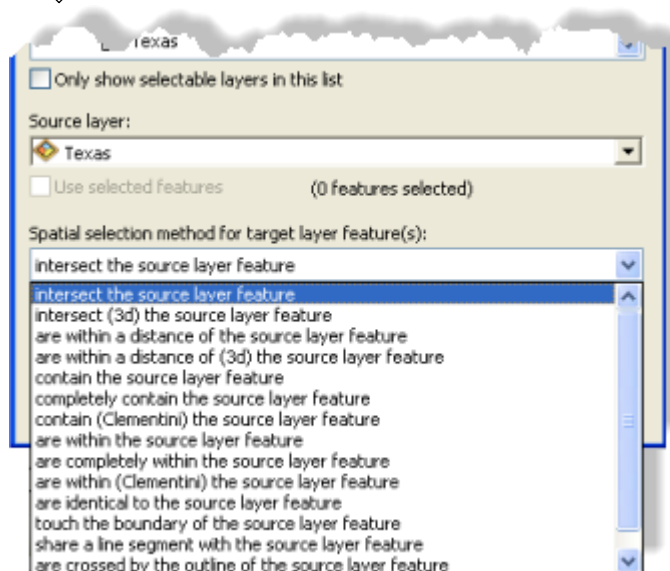 Texas
Only show selectable layers in this list
Source layer:
Texas
Use selected features (0 features selected)
Spatial selection method for target layer feature(s):
intersect the source layer feature
intersect the source layer feature
intersect (3d) the source layer feature
are within a distance of the source layer feature
are within a distance of (3d) the source layer feature
contain the source layer feature
completely contain the source layer feature
contain (Clementini) the source layer feature
are within the source layer feature
are completely within the source layer feature
are within (Clementini) the source layer feature
are identical to the source layer feature
touch the boundary of the source layer feature
share a line segment with the source layer feature
are crossed by the outline of the source layer feature